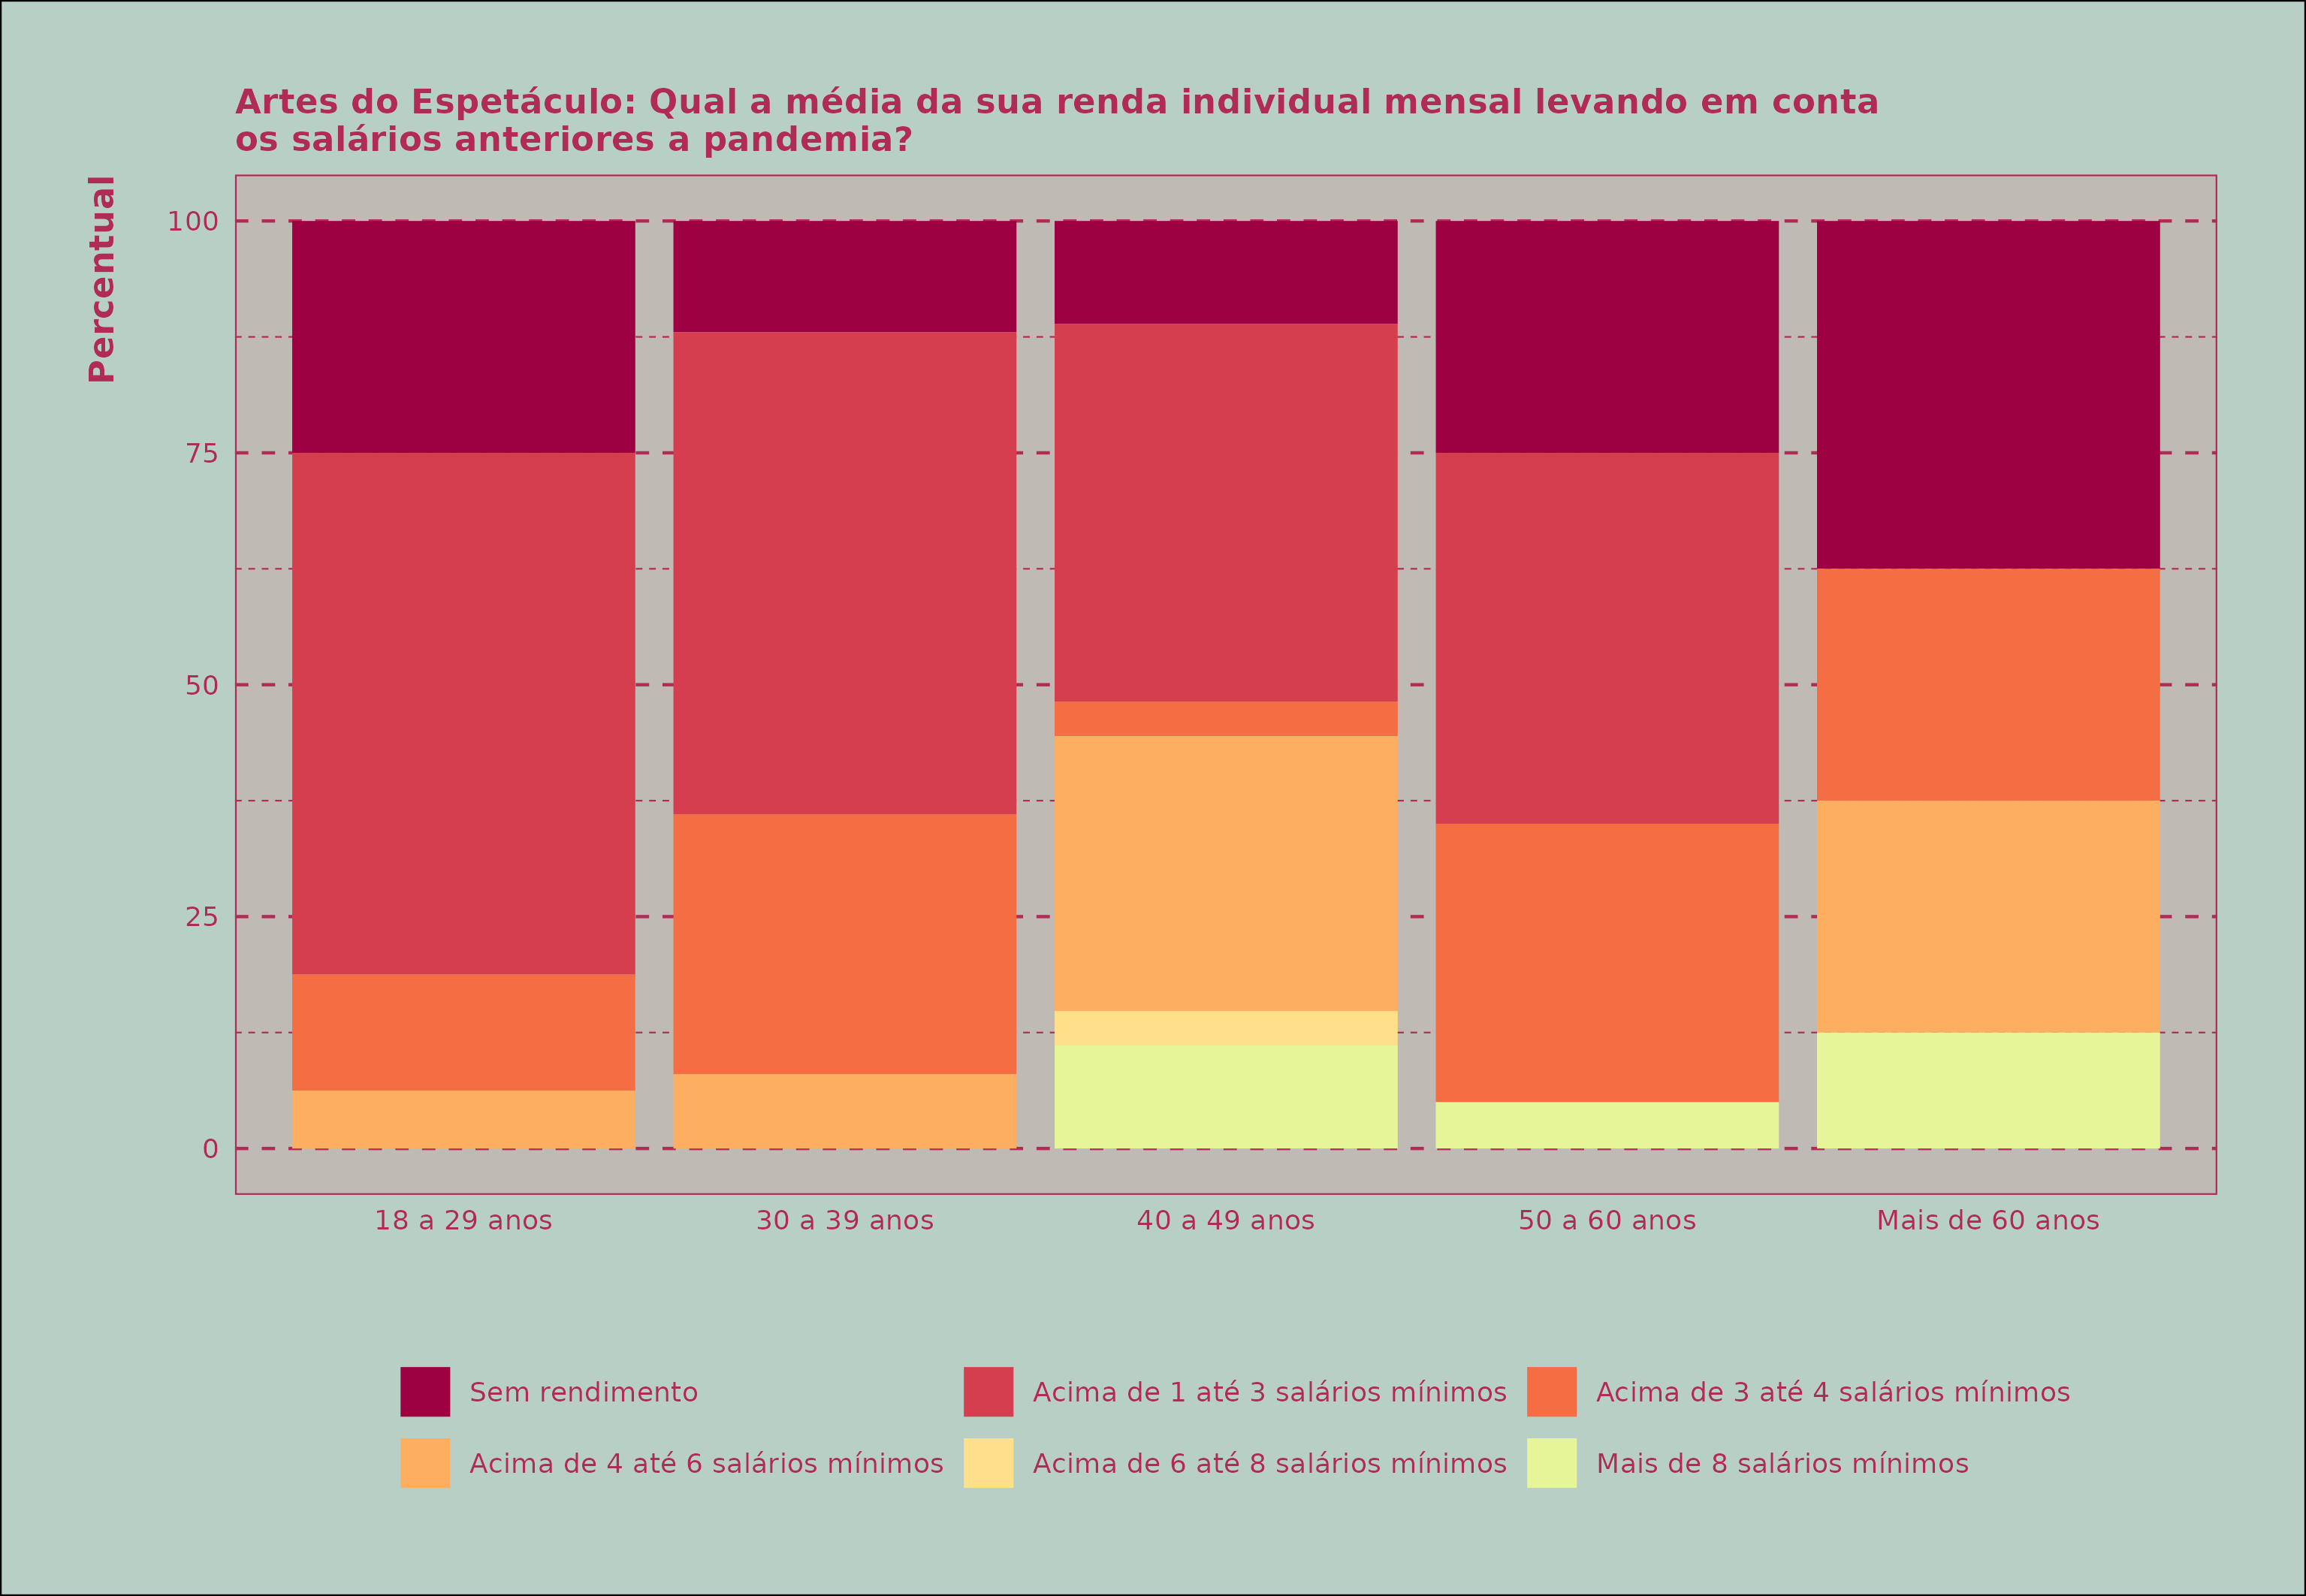 Artes do Espetáculo: Qual a média da sua renda individual mensal levando em conta
os salários anteriores a pandemia?
Percentual
100
75
50
25
0
18 a 29 anos
30 a 39 anos
40 a 49 anos
50 a 60 anos
Mais de 60 anos
Sem rendimento
Acima de 1 até 3 salários mínimos
Acima de 3 até 4 salários mínimos
Acima de 4 até 6 salários mínimos
Acima de 6 até 8 salários mínimos
Mais de 8 salários mínimos